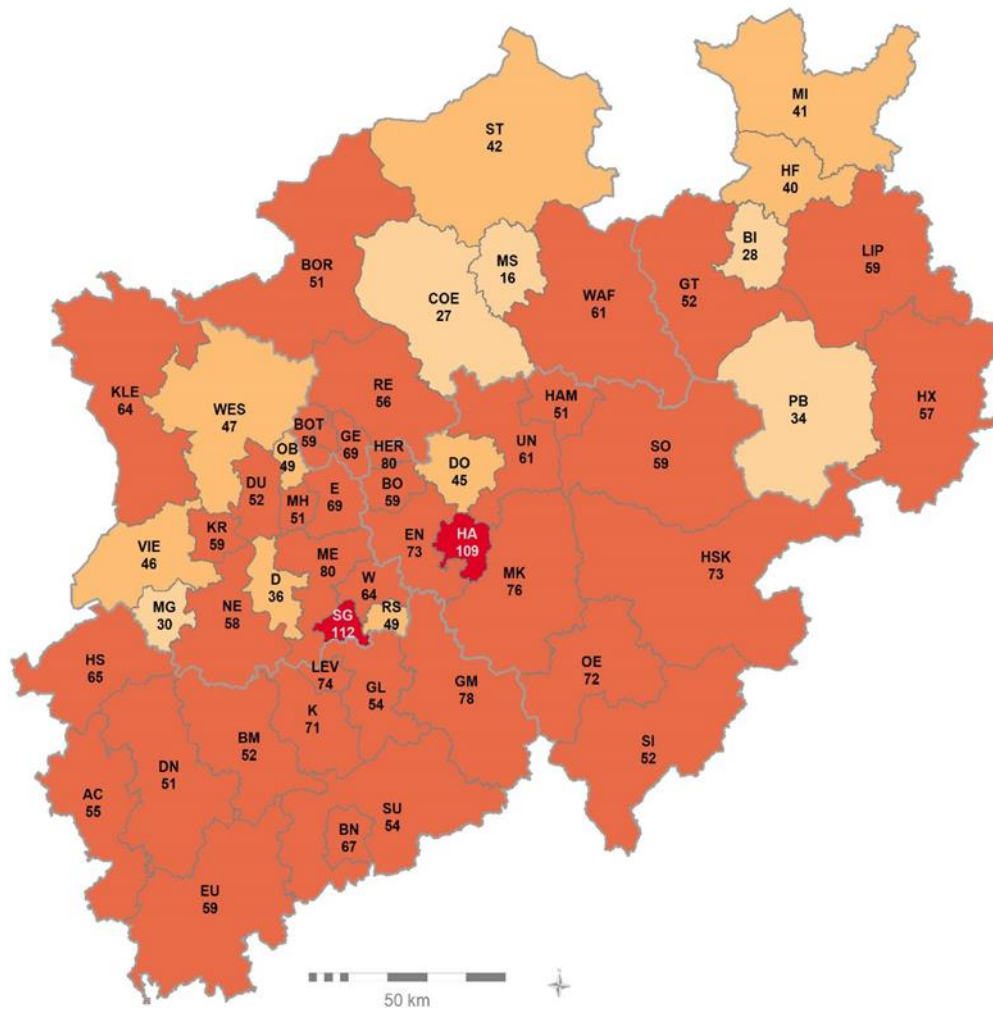 MI
41
ST
42
HF
40
BI
28
LIP
59
MS
16
BOR
51
GT
52
WAF
61
COE
27
KLE
64
RE
56
HAM
51
PB
34
HX
57
WES
47
BOT
59
GE
69
HER
80
UN
61
SO
59
OB
49
DO
45
DU
52
E
69
BO
59
MH
51
KR
59
EN
73
HA
109
VIE
46
ME
80
HSK
73
MK
76
D
36
W
64
MG
30
NE
58
RS
49
SG
112
HS
65
LEV
74
OE
72
GL
54
GM
78
K
71
BM
52
SI
52
DN
51
AC
55
SU
54
BN
67
EU
59
50 km